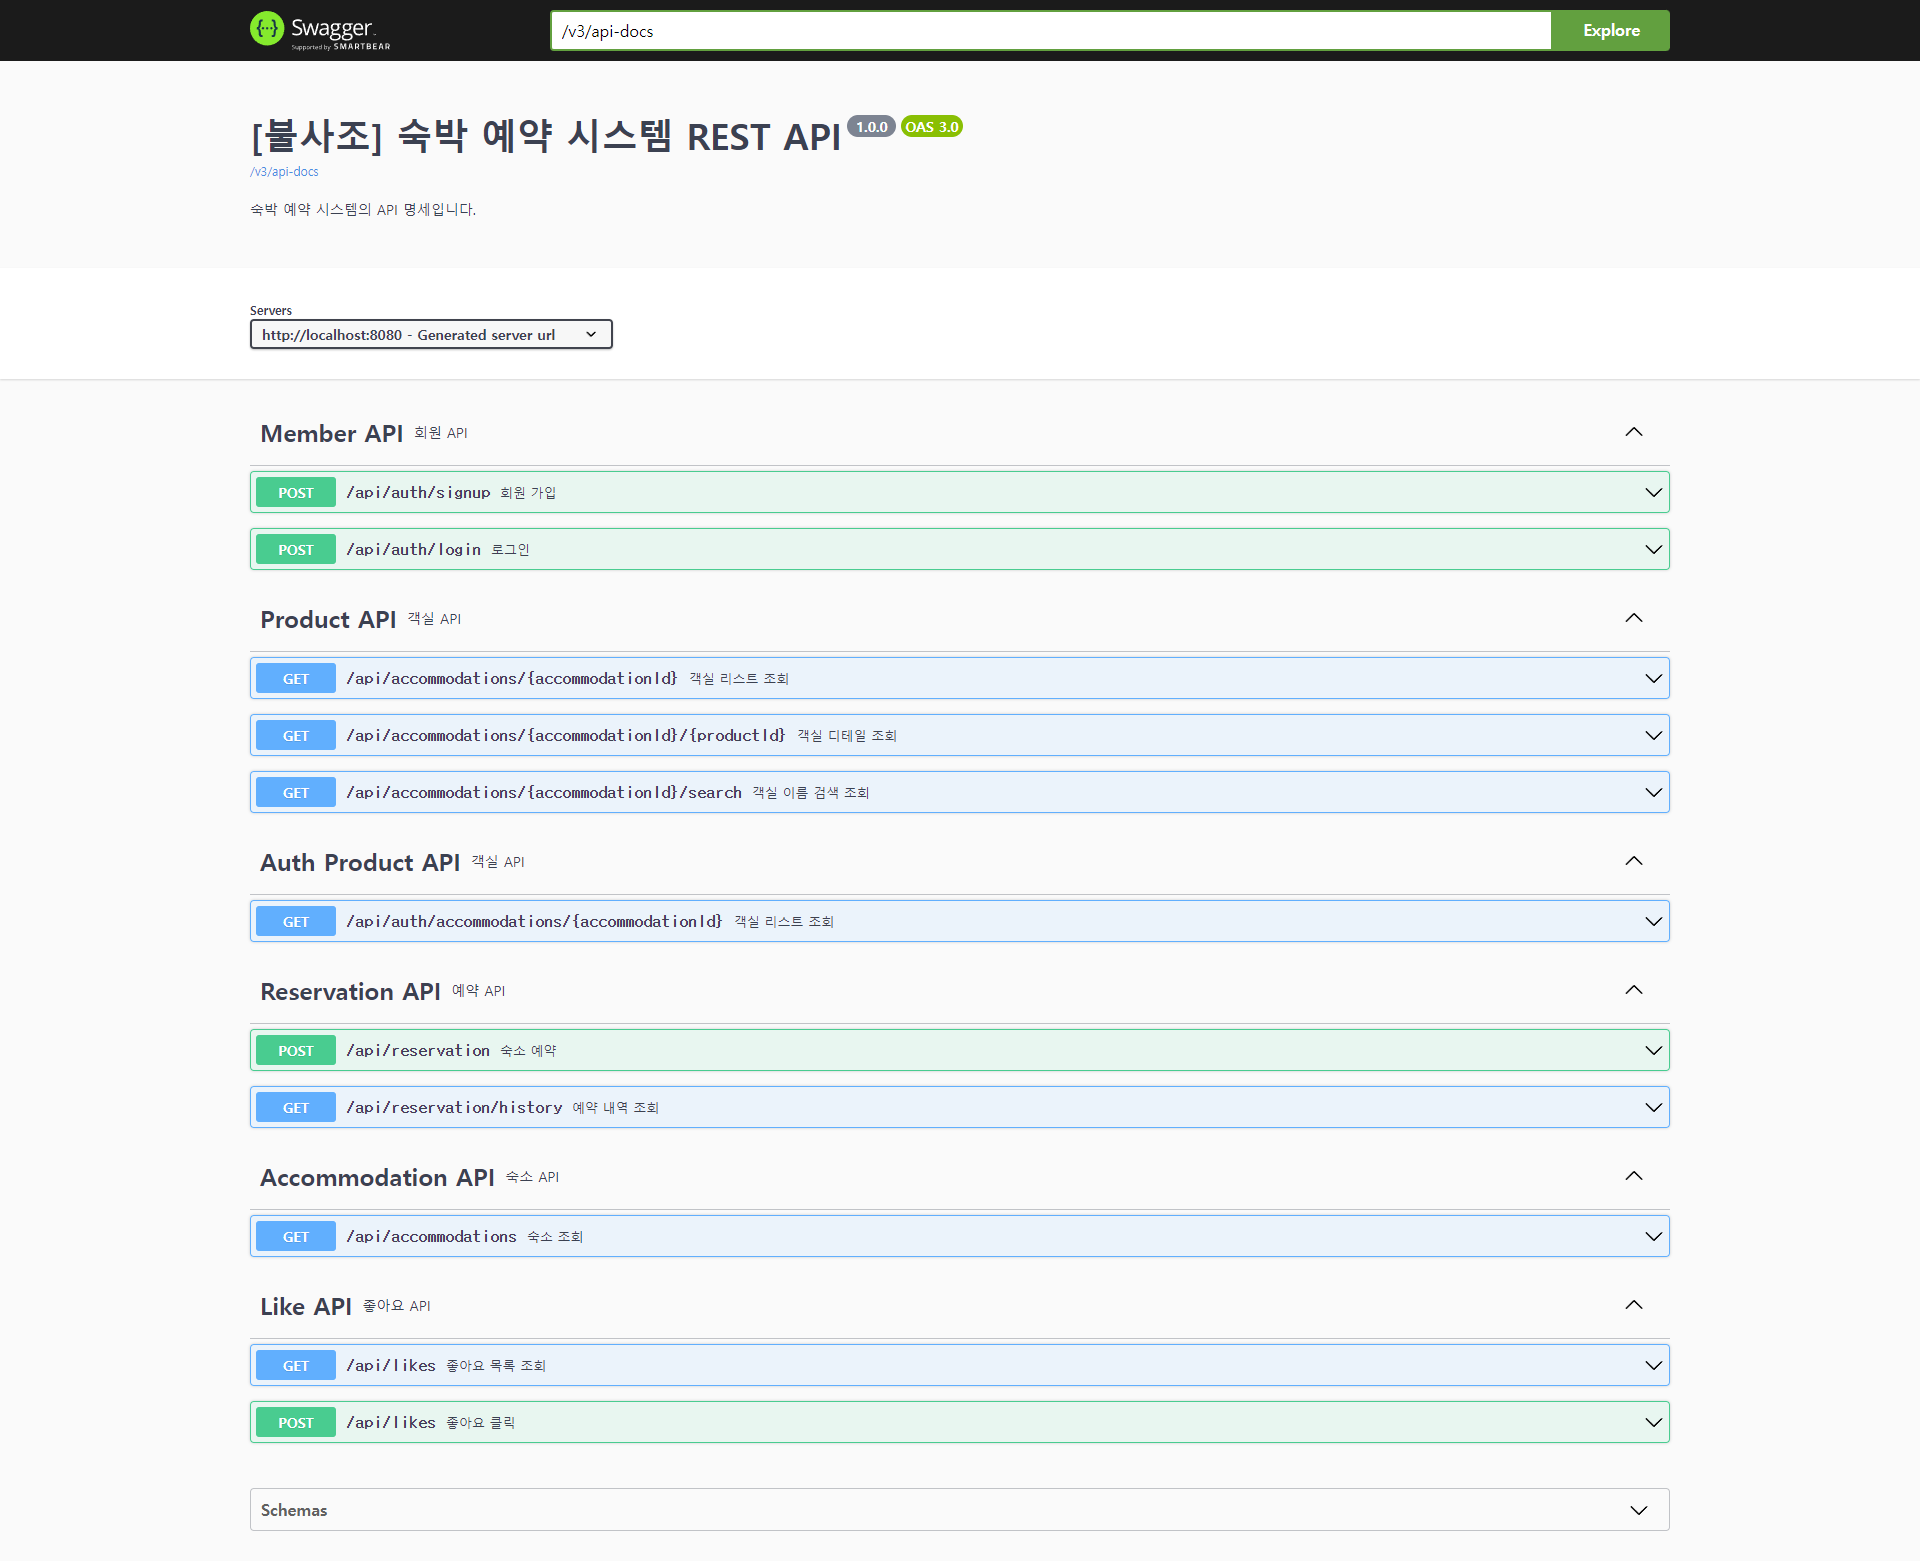 Swagger
Supported by SMARTBEAR
/v3/api-docs
Explore
[불사조] 숙박 예약 시스템 REST API 1.0.0 OAS 3.0
/v3/api-docs
숙박 예약 시스템의 API 명세입니다.
Servers
http://localhost:8080 - Generated server url
Member API 회원 API
POST /api/auth/signup 회원 가입
POST /api/auth/login 로그인
Product API 객실 API
GET /api/accommodations/{accommodationId} 객실 리스트 조회
GET /api/accommodations/{accommodationId}/{productId} 객실 디테일 조회
GET /api/accommodations/{accommodationId}/search 객실 이름 검색 조회
Auth Product API 객실 API
GET /api/auth/accommodations/{accommodationId} 객실 리스트 조회
Reservation API 예약 API
POST /api/reservation 숙소 예약
GET /api/reservation/history 예약 내역 조회
Accommodation API 숙소 API
GET /api/accommodations 숙소 조회
Like API 좋아요 API
GET /api/likes 좋아요 목록 조회
POST /api/likes 좋아요 클릭
Schemas